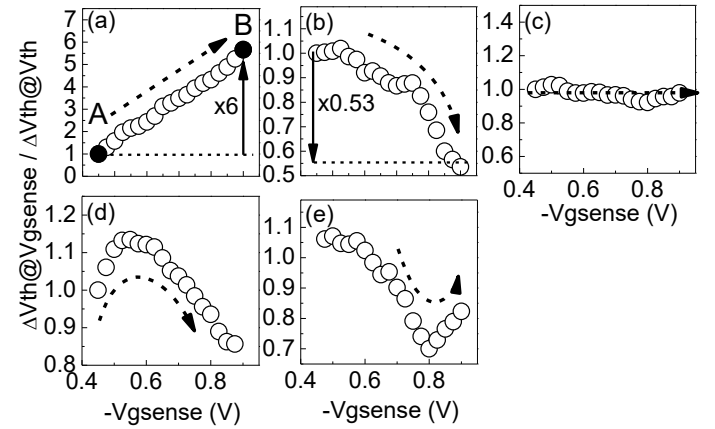 ΔVth@Vgsense / ΔVth@Vth
(a)
B
A
x6
7
6
5
4
3
2
1
0
(b)
x0.53
1.1
1.0
0.9
0.8
0.7
0.6
0.5
(c)
1.4
1.2
1.0
0.8
0.6
0.4 0.6 0.8
-Vgsense (V)
(d)
1.2
1.1
1.0
0.9
0.8
0.4 0.6 0.8
-Vgsense (V)
(e)
1.1
1.0
0.9
0.8
0.7
0.4 0.6 0.8
-Vgsense (V)